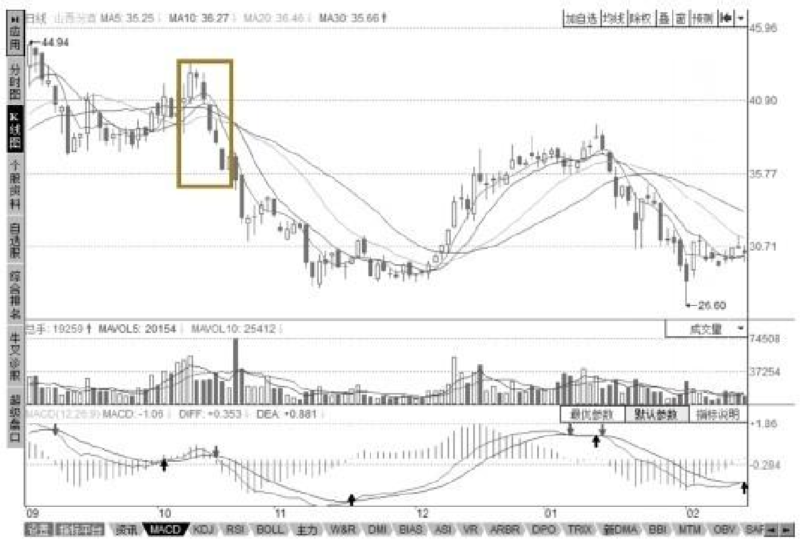 日线 山西汾酒 MA5: 35.25↓ MA10: 36.27↓ MA20: 36.46↓ MA30: 35.66⬆ 加自选 均线 除权 叠 窗 预测
45.96
44.94
40.90
35.77
30.71
26.60
应用
分时图
K线图
个股资料
自选股
综合排名
牛叉诊股
超级盘口
总手: 19259⬆ MAVOL5: 20154↓ MAVOL10: 25412↓ 成交量
74508
37254
MACD(12,26,9) MACD: -1.06↓ DIFF: +0.353↓ DEA: +0.881↓ 最优参数 默认参数 指标说明
+1.86
-0.284
09 10 11 12 01 02
设置 指标平台 资讯 MACD KDJ RSI BOLL 主力 W&R DMI BIAS ASI VR ARBR DPO TRIX 新DMA BBI MTM OBV SAR